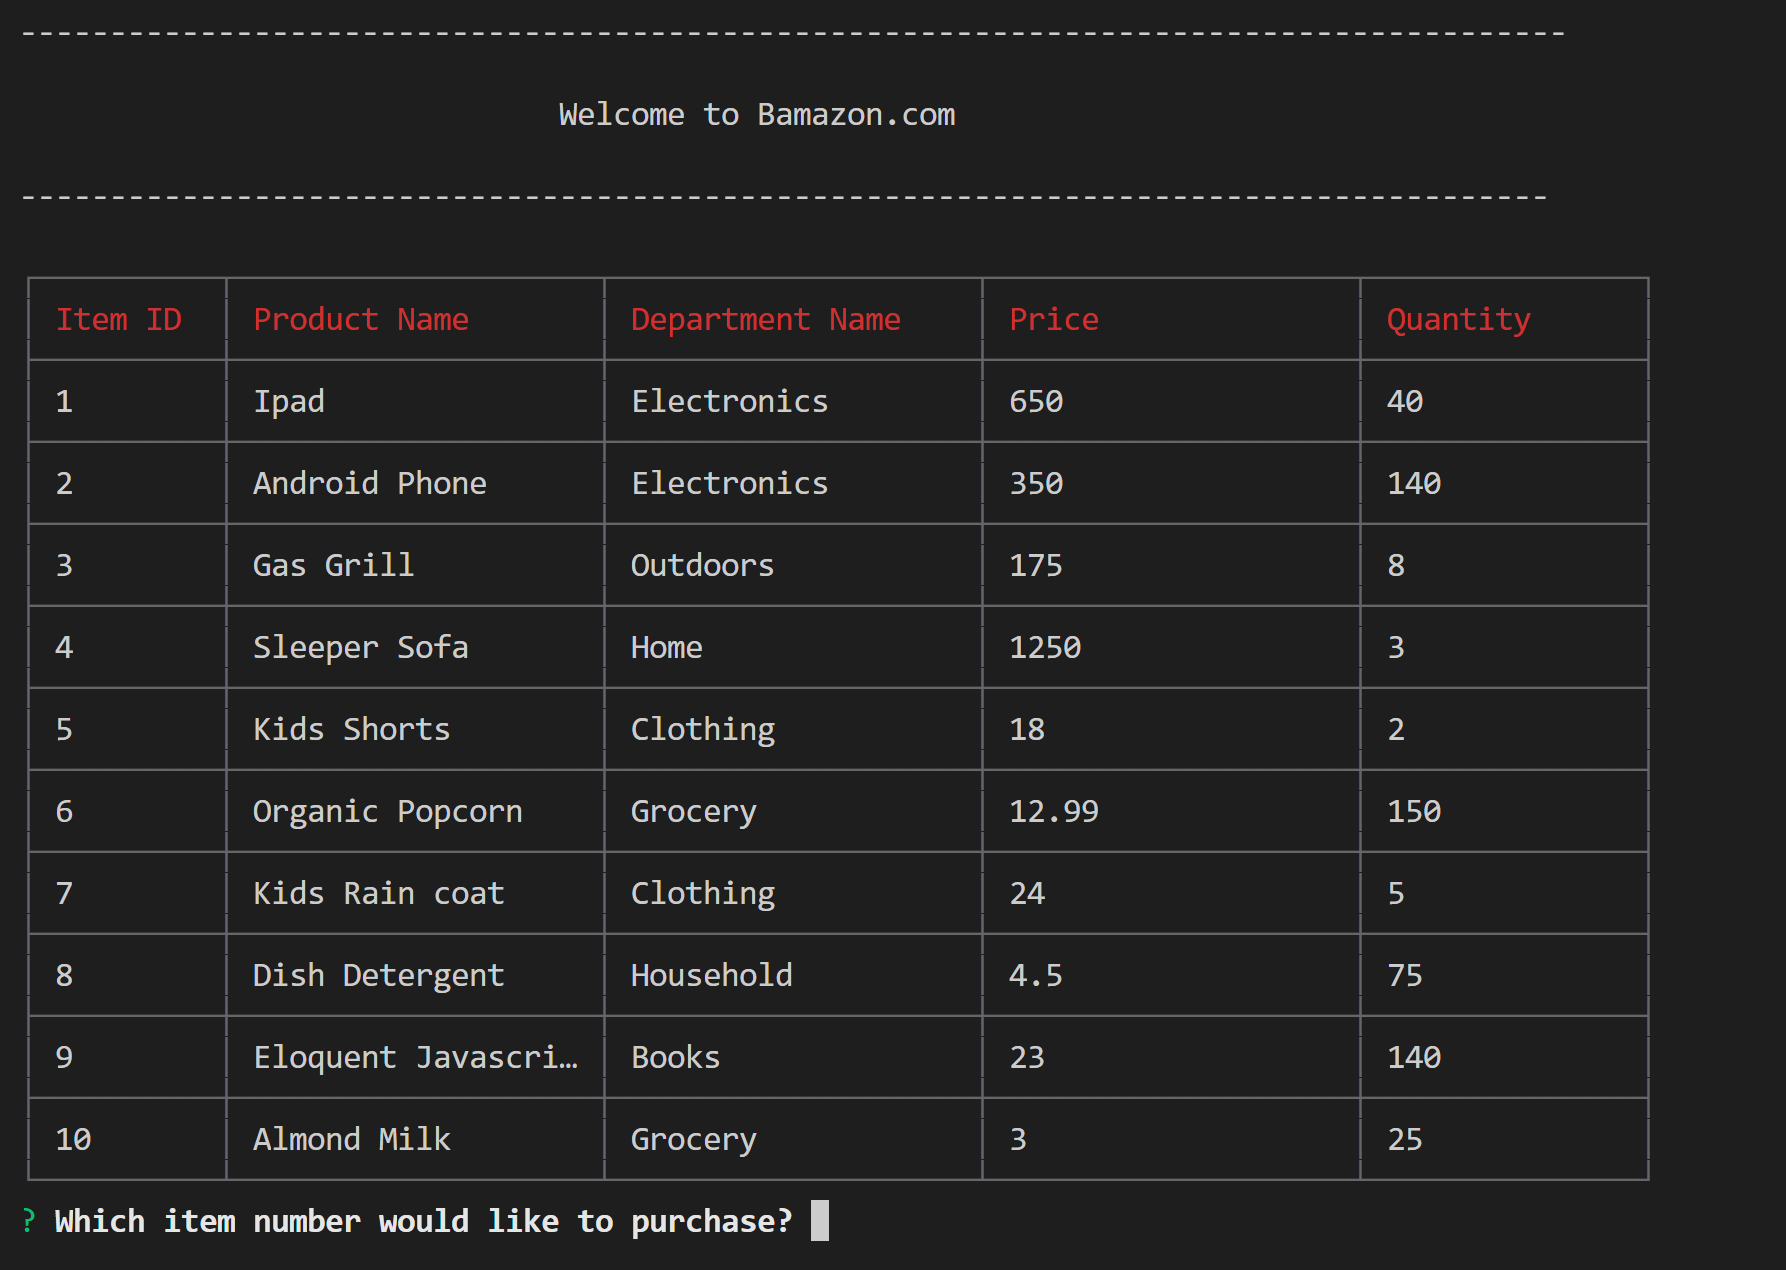 --------------------------------------------------------------------------------------
Welcome to Bamazon.com
-------------------------------------------------------------------------------------
Item ID Product Name Department Name Price Quantity
1 Ipad Electronics 650 40
2 Android Phone Electronics 350 140
3 Gas Grill Outdoors 175 8
4 Sleeper Sofa Home 1250 3
5 Kids Shorts Clothing 18 2
6 Organic Popcorn Grocery 12.99 150
7 Kids Rain coat Clothing 24 5
8 Dish Detergent Household 4.5 75
9 Eloquent Javascri… Books 23 140
10 Almond Milk Grocery 3 25
? Which item number would like to purchase?